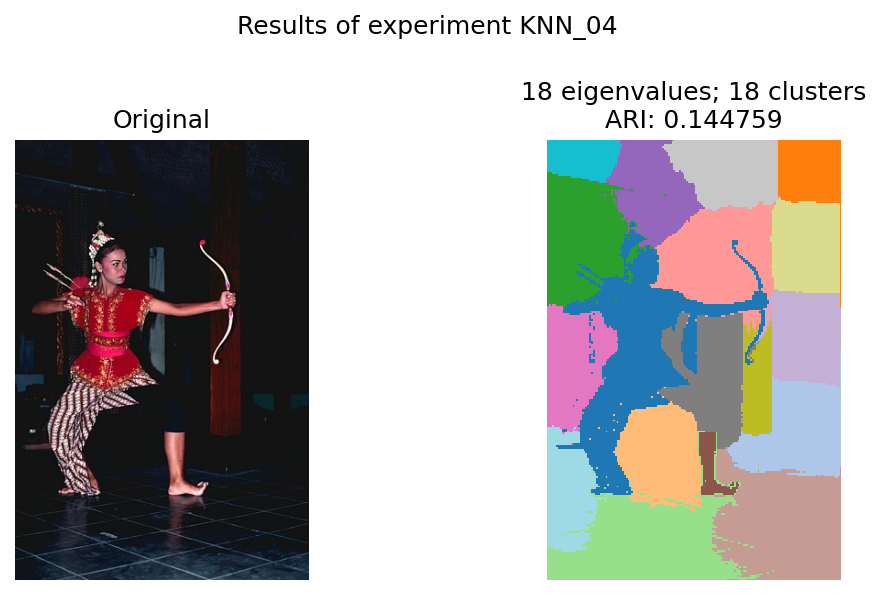 Results of experiment KNN_04
Original
18 eigenvalues; 18 clusters
ARI: 0.144759